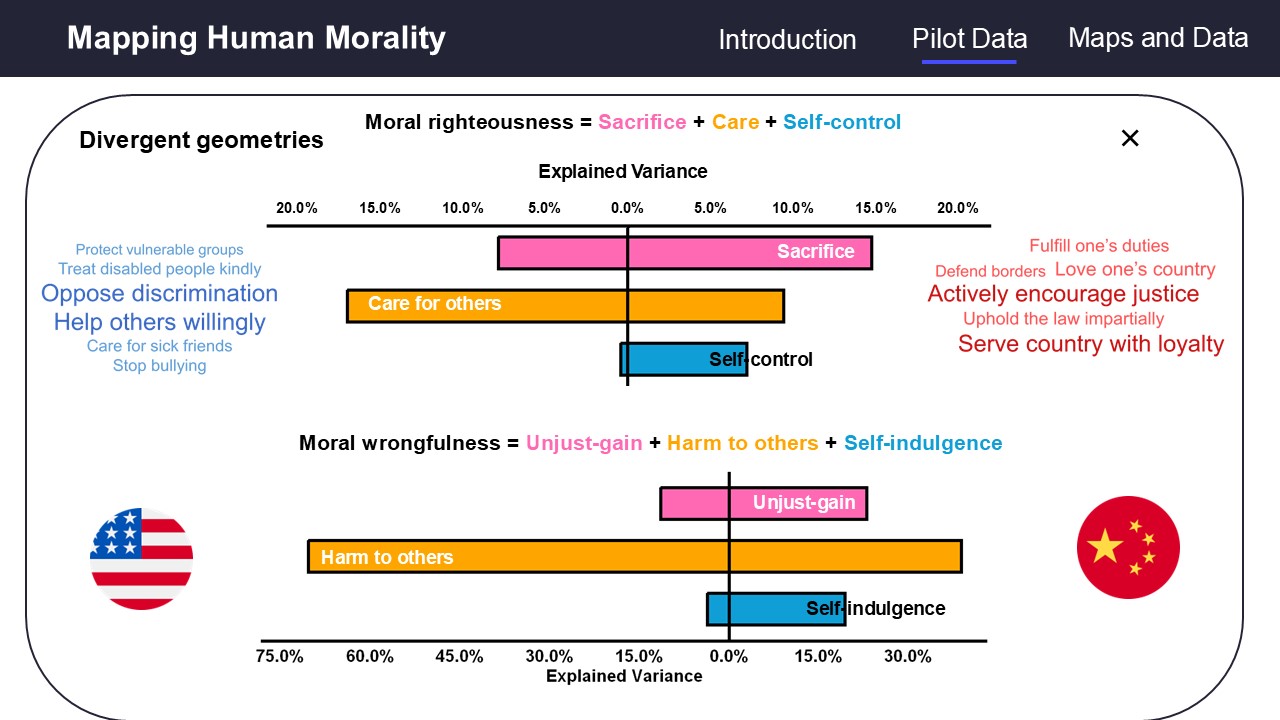 Mapping Human Morality
Introduction
Pilot Data
Maps and Data
Divergent geometries
Moral righteousness = Sacrifice + Care + Self-control
×
Explained Variance
20.0% 15.0% 10.0% 5.0% 0.0% 5.0% 10.0% 15.0% 20.0%
Sacrifice
Care for others
Self-control
Protect vulnerable groups
Treat disabled people kindly
Oppose discrimination
Help others willingly
Care for sick friends
Stop bullying
Fulfill one’s duties
Defend borders Love one’s country
Actively encourage justice
Uphold the law impartially
Serve country with loyalty
Moral wrongfulness = Unjust-gain + Harm to others + Self-indulgence
Unjust-gain
Harm to others
Self-indulgence
75.0% 60.0% 45.0% 30.0% 15.0% 0.0% 15.0% 30.0%
Explained Variance